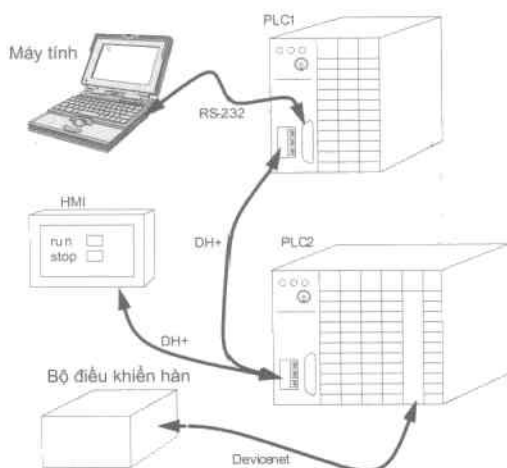 PLC1
Máy tính
RS-232
HMI
run
stop
DH+
PLC2
DH+
Bộ điều khiển hàn
Devicenet